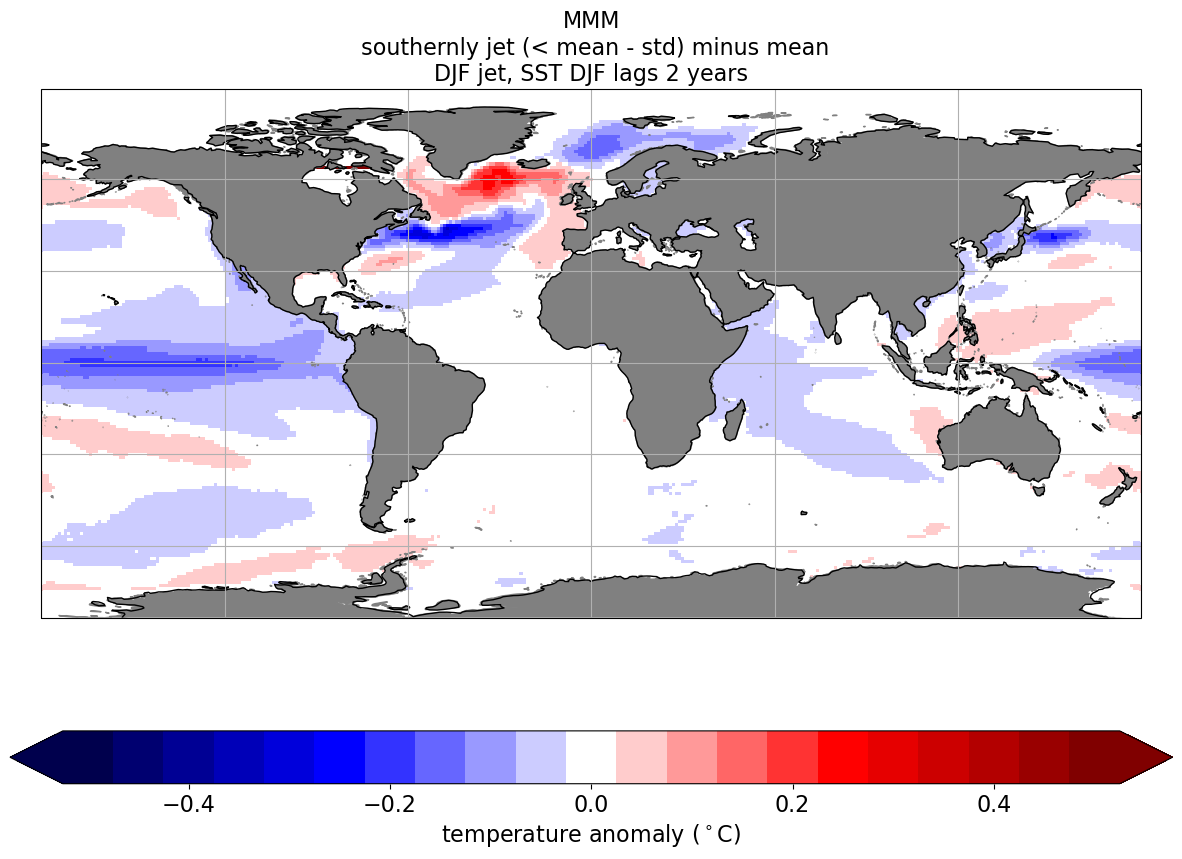 MMM
southernly jet (< mean - std) minus mean
DJF jet, SST DJF lags 2 years
−0.4 −0.2 0.0 0.2 0.4
temperature anomaly (°C)